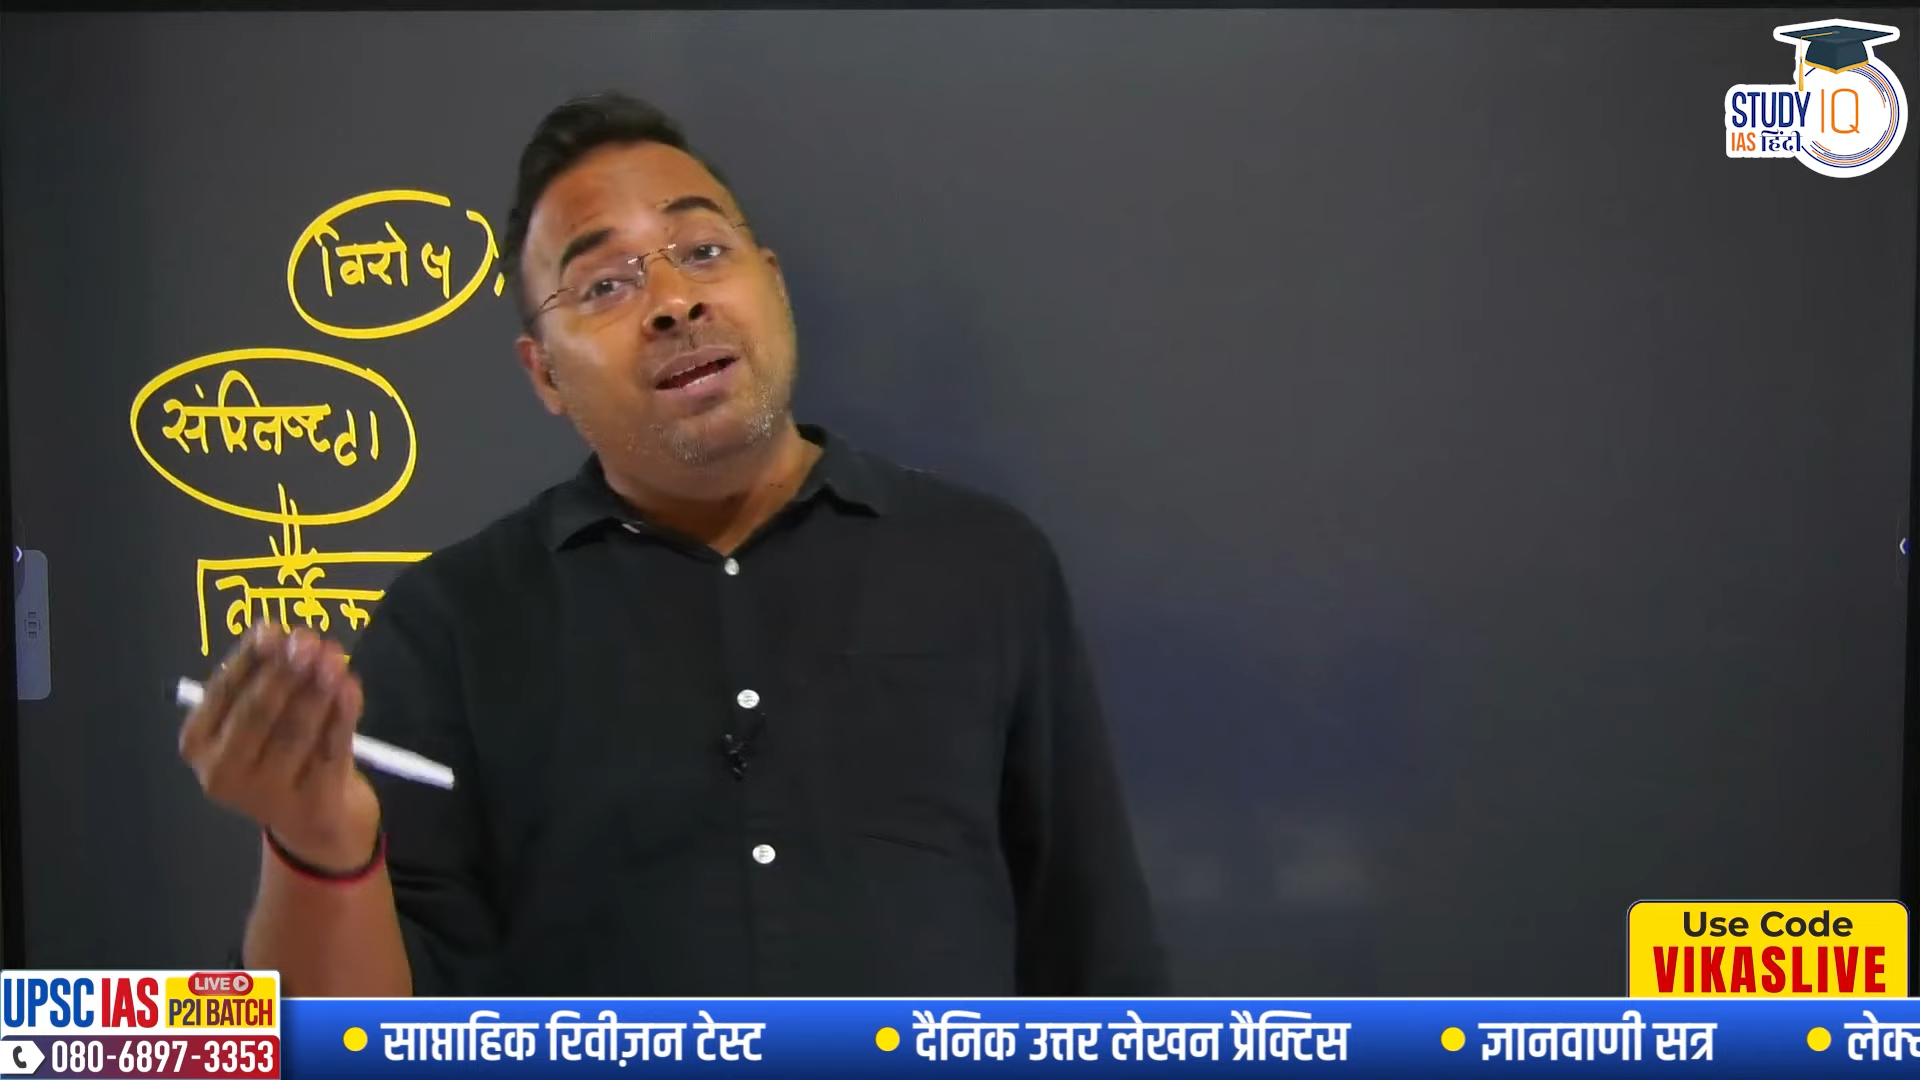 STUDY IQ
IAS हिंदी
विरोध
संश्लिष्टता
तार्किक
Use Code
VIKASLIVE
UPSC IAS LIVE P2I BATCH
080-6897-3353
साप्ताहिक रिवीज़न टेस्ट
दैनिक उत्तर लेखन प्रैक्टिस
ज्ञानवाणी सत्र